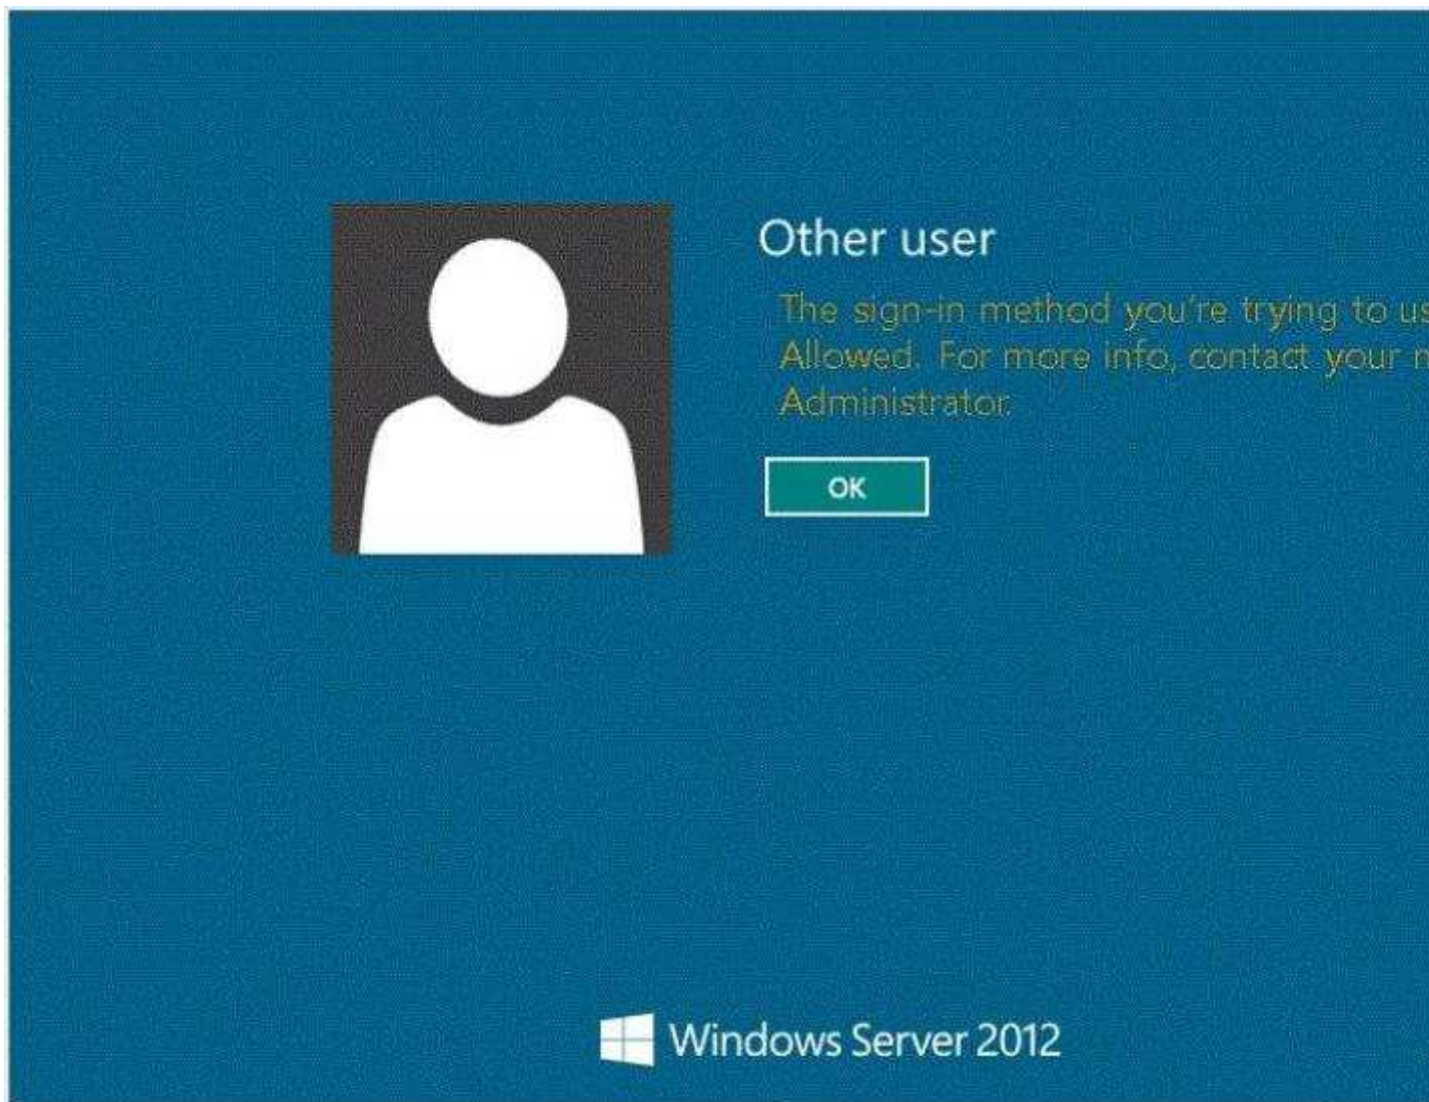 Other user
The sign-in method you're trying to us
Allowed. For more info, contact your n
Administrator.
OK
Windows Server 2012